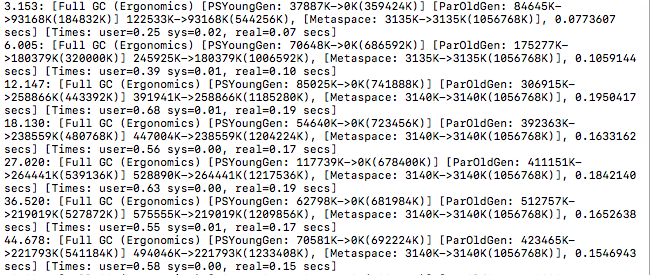 3.153: [Full GC (Ergonomics) [PSYoungGen: 37887K->0K(359424K)] [ParOldGen: 84645K-
>93168K(184832K)] 122533K->93168K(544256K), [Metaspace: 3135K->3135K(1056768K)], 0.0773607
secs] [Times: user=0.25 sys=0.02, real=0.07 secs]
6.005: [Full GC (Ergonomics) [PSYoungGen: 70648K->0K(686592K)] [ParOldGen: 175277K-
>180379K(320000K)] 245925K->180379K(1006592K), [Metaspace: 3135K->3135K(1056768K)], 0.1059144
secs] [Times: user=0.39 sys=0.01, real=0.10 secs]
12.147: [Full GC (Ergonomics) [PSYoungGen: 85025K->0K(741888K)] [ParOldGen: 306915K-
>258866K(443392K)] 391941K->258866K(1185280K), [Metaspace: 3140K->3140K(1056768K)], 0.1950417
secs] [Times: user=0.68 sys=0.01, real=0.19 secs]
18.130: [Full GC (Ergonomics) [PSYoungGen: 54640K->0K(723456K)] [ParOldGen: 392363K-
>238559K(480768K)] 447004K->238559K(1204224K), [Metaspace: 3140K->3140K(1056768K)], 0.1633162
secs] [Times: user=0.56 sys=0.00, real=0.17 secs]
27.020: [Full GC (Ergonomics) [PSYoungGen: 117739K->0K(678400K)] [ParOldGen: 411151K-
>264441K(539136K)] 528890K->264441K(1217536K), [Metaspace: 3140K->3140K(1056768K)], 0.1842140
secs] [Times: user=0.63 sys=0.00, real=0.19 secs]
36.520: [Full GC (Ergonomics) [PSYoungGen: 62798K->0K(681984K)] [ParOldGen: 512757K-
>219019K(527872K)] 575555K->219019K(1209856K), [Metaspace: 3140K->3140K(1056768K)], 0.1652638
secs] [Times: user=0.55 sys=0.01, real=0.17 secs]
44.678: [Full GC (Ergonomics) [PSYoungGen: 70581K->0K(692224K)] [ParOldGen: 423465K-
>221793K(541184K)] 494046K->221793K(1233408K), [Metaspace: 3140K->3140K(1056768K)], 0.1546943
secs] [Times: user=0.58 sys=0.00, real=0.15 secs]